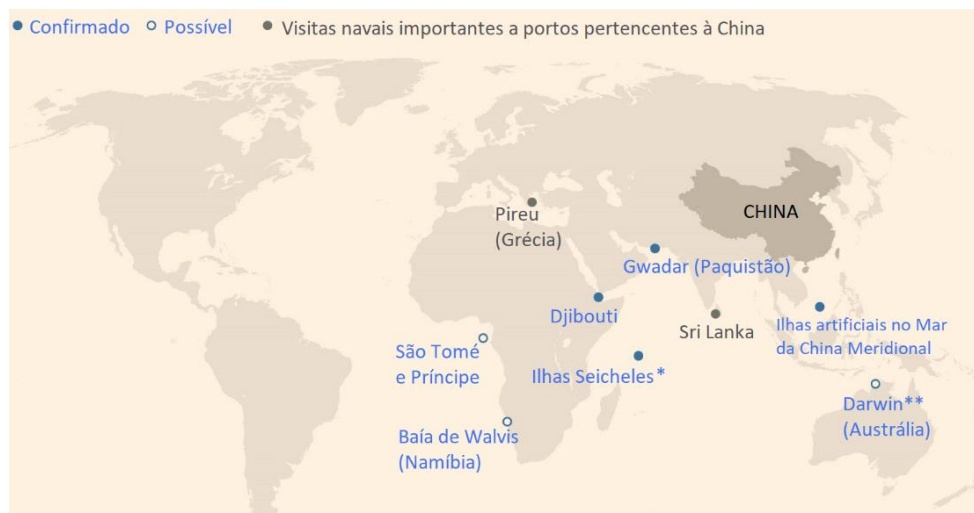 Confirmado
Possível
Visitas navais importantes a portos pertencentes à China
CHINA
Pireu
(Grécia)
Gwadar (Paquistão)
Djibouti
Sri Lanka
Ilhas artificiais no Mar
da China Meridional
São Tomé
e Príncipe
Ilhas Seicheles*
Darwin**
(Austrália)
Baía de Walvis
(Namíbia)